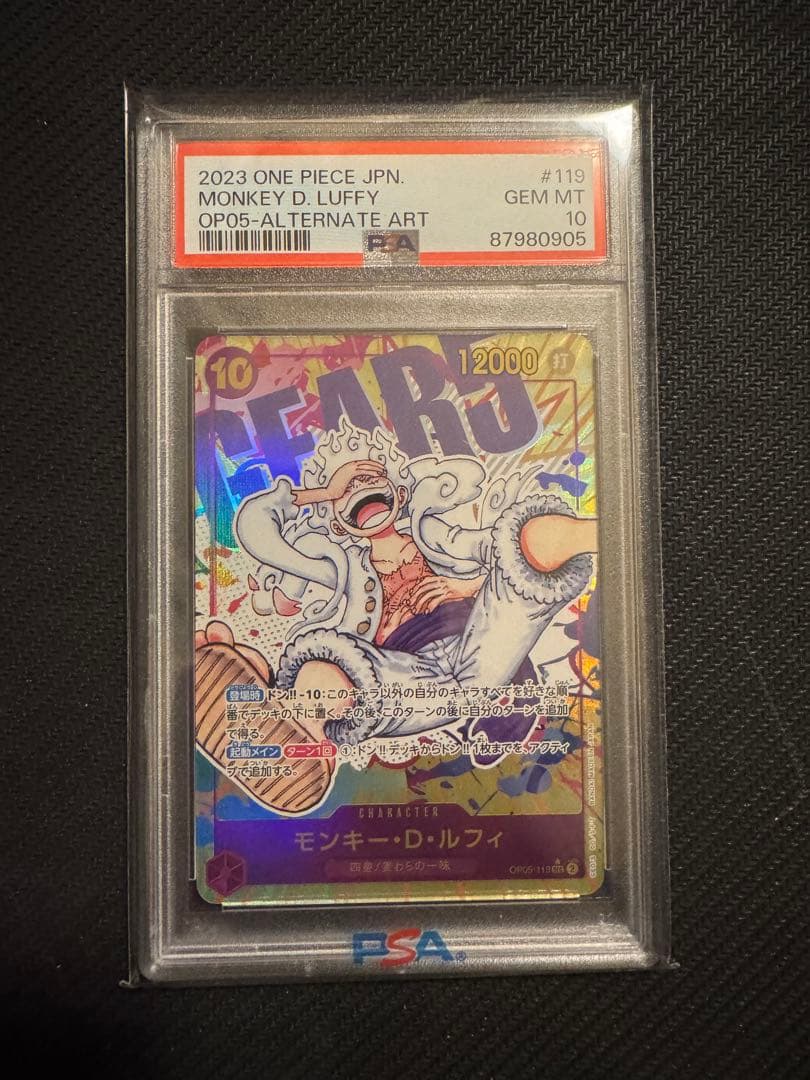 2023 ONE PIECE JPN. #119
MONKEY D. LUFFY GEM MT
OP05-ALTERNATE ART 10
PSA 87980905
10 12000 打
GEAR5
登場時 ドン!!-10:このキャラ以外の自分のキャラすべてを好きな順
番でデッキの下に置く。その後、このターンの後に自分のターンを追加
で得る。
起動メイン ターン1回 ①:ドン!!デッキからドン!!1枚までを、アクティ
ブで追加する。
CHARACTER
モンキー・D・ルフィ
四皇/麦わらの一味
OP05-119 SEC 2
PSA